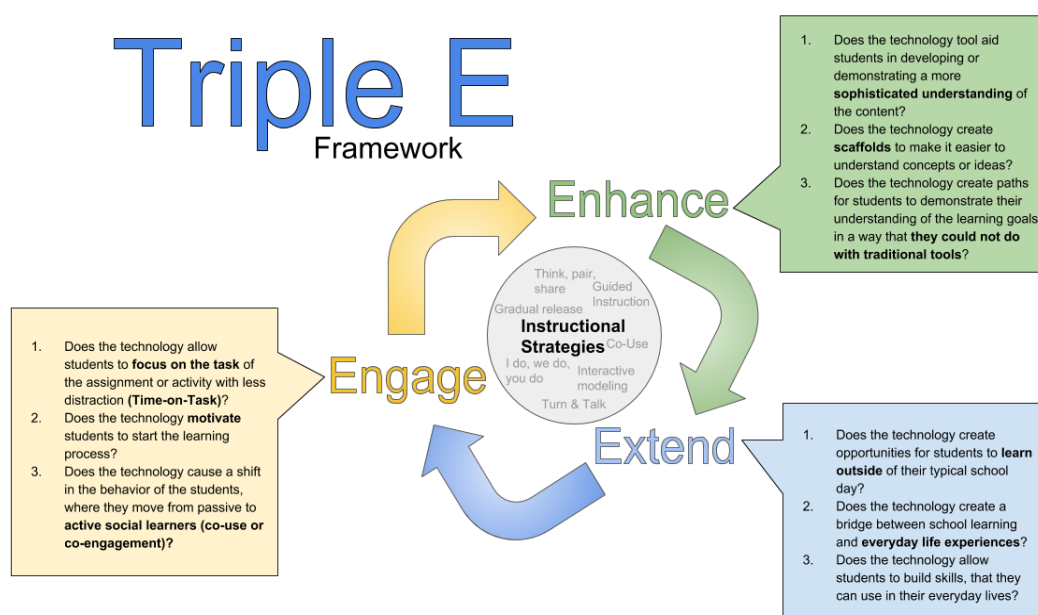 Triple E
Framework
Enhance
1. Does the technology tool aid
students in developing or
demonstrating a more
sophisticated understanding of
the content?
2. Does the technology create
scaffolds to make it easier to
understand concepts or ideas?
3. Does the technology create paths
for students to demonstrate their
understanding of the learning goals
in a way that they could not do
with traditional tools?
Think, pair,
share
Guided
Instruction
Gradual release
Instructional
Strategies
Co-Use
I do, we do,
you do
Interactive
modeling
Turn & Talk
Engage
1. Does the technology allow
students to focus on the task of
the assignment or activity with less
distraction (Time-on-Task)?
2. Does the technology motivate
students to start the learning
process?
3. Does the technology cause a shift
in the behavior of the students,
where they move from passive to
active social learners (co-use or
co-engagement)?
Extend
1. Does the technology create
opportunities for students to learn
outside of their typical school
day?
2. Does the technology create a
bridge between school learning
and everyday life experiences?
3. Does the technology allow
students to build skills, that they
can use in their everyday lives?